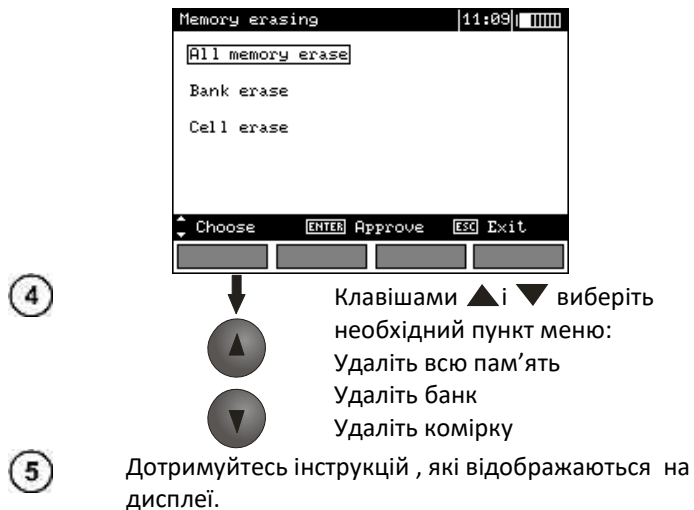 Memory erasing 11:09
All memory erase
Bank erase
Cell erase
Choose ENTER Approve ESC Exit
4 Клавішами ▲ і ▼ виберіть
необхідний пункт меню:
Удаліть всю пам’ять
Удаліть банк
Удаліть комірку
5 Дотримуйтесь інструкцій , які відображаються на
дисплеї.